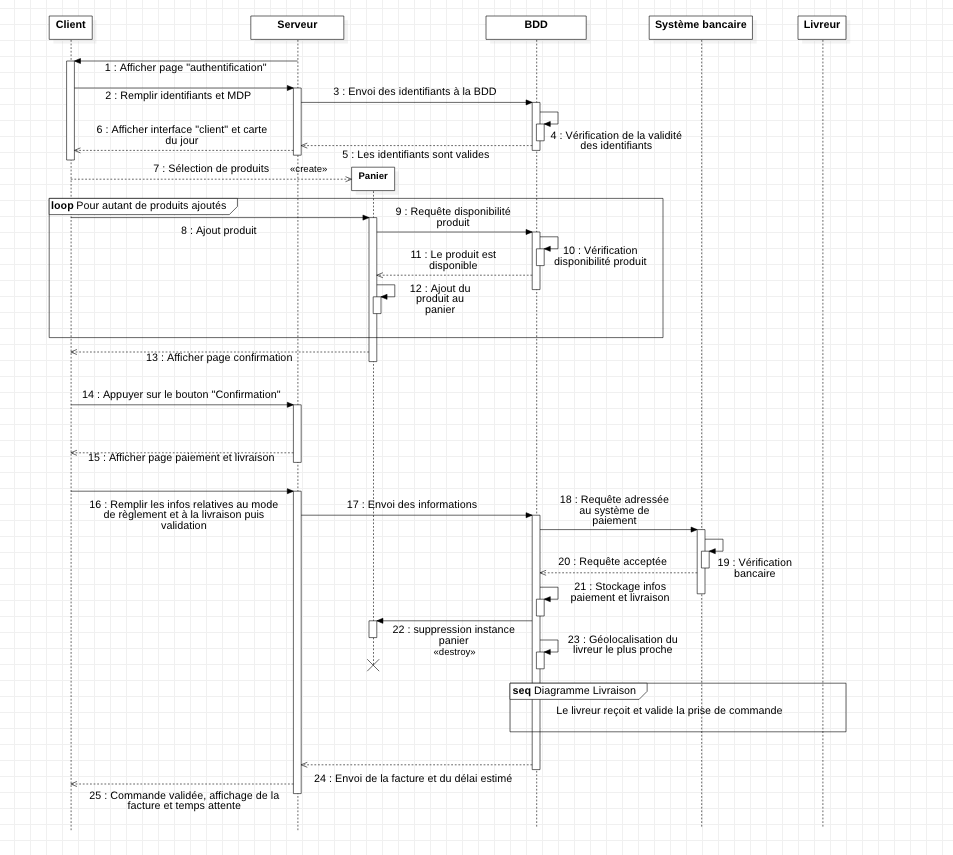 Client
Serveur
BDD
Système bancaire
Livreur
1 : Afficher page "authentification"
2 : Remplir identifiants et MDP
3 : Envoi des identifiants à la BDD
4 : Vérification de la validité
des identifiants
5 : Les identifiants sont valides
6 : Afficher interface "client" et carte
du jour
7 : Sélection de produits
«create»
Panier
loop Pour autant de produits ajoutés
8 : Ajout produit
9 : Requête disponibilité
produit
10 : Vérification
disponibilité produit
11 : Le produit est
disponible
12 : Ajout du
produit au
panier
13 : Afficher page confirmation
14 : Appuyer sur le bouton "Confirmation"
15 : Afficher page paiement et livraison
16 : Remplir les infos relatives au mode
de règlement et à la livraison puis
validation
17 : Envoi des informations
18 : Requête adressée
au système de
paiement
19 : Vérification
bancaire
20 : Requête acceptée
21 : Stockage infos
paiement et livraison
22 : suppression instance
panier
«destroy»
23 : Géolocalisation du
livreur le plus proche
seq Diagramme Livraison
Le livreur reçoit et valide la prise de commande
24 : Envoi de la facture et du délai estimé
25 : Commande validée, affichage de la
facture et temps attente